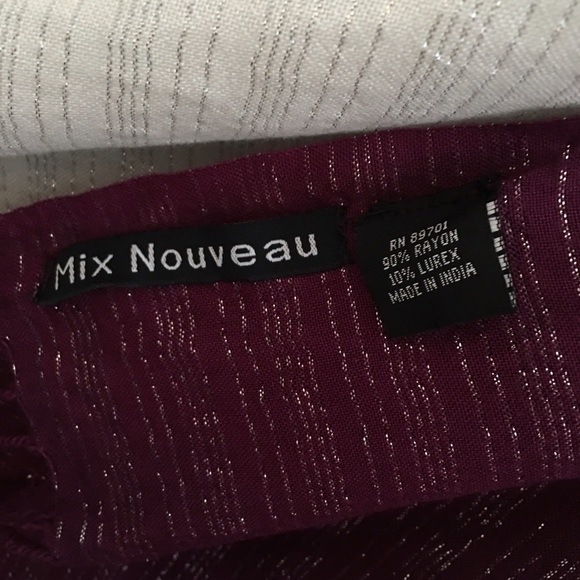 Mix Nouveau
RN 89701
90% RAYON
10% LUREX
MADE IN INDIA